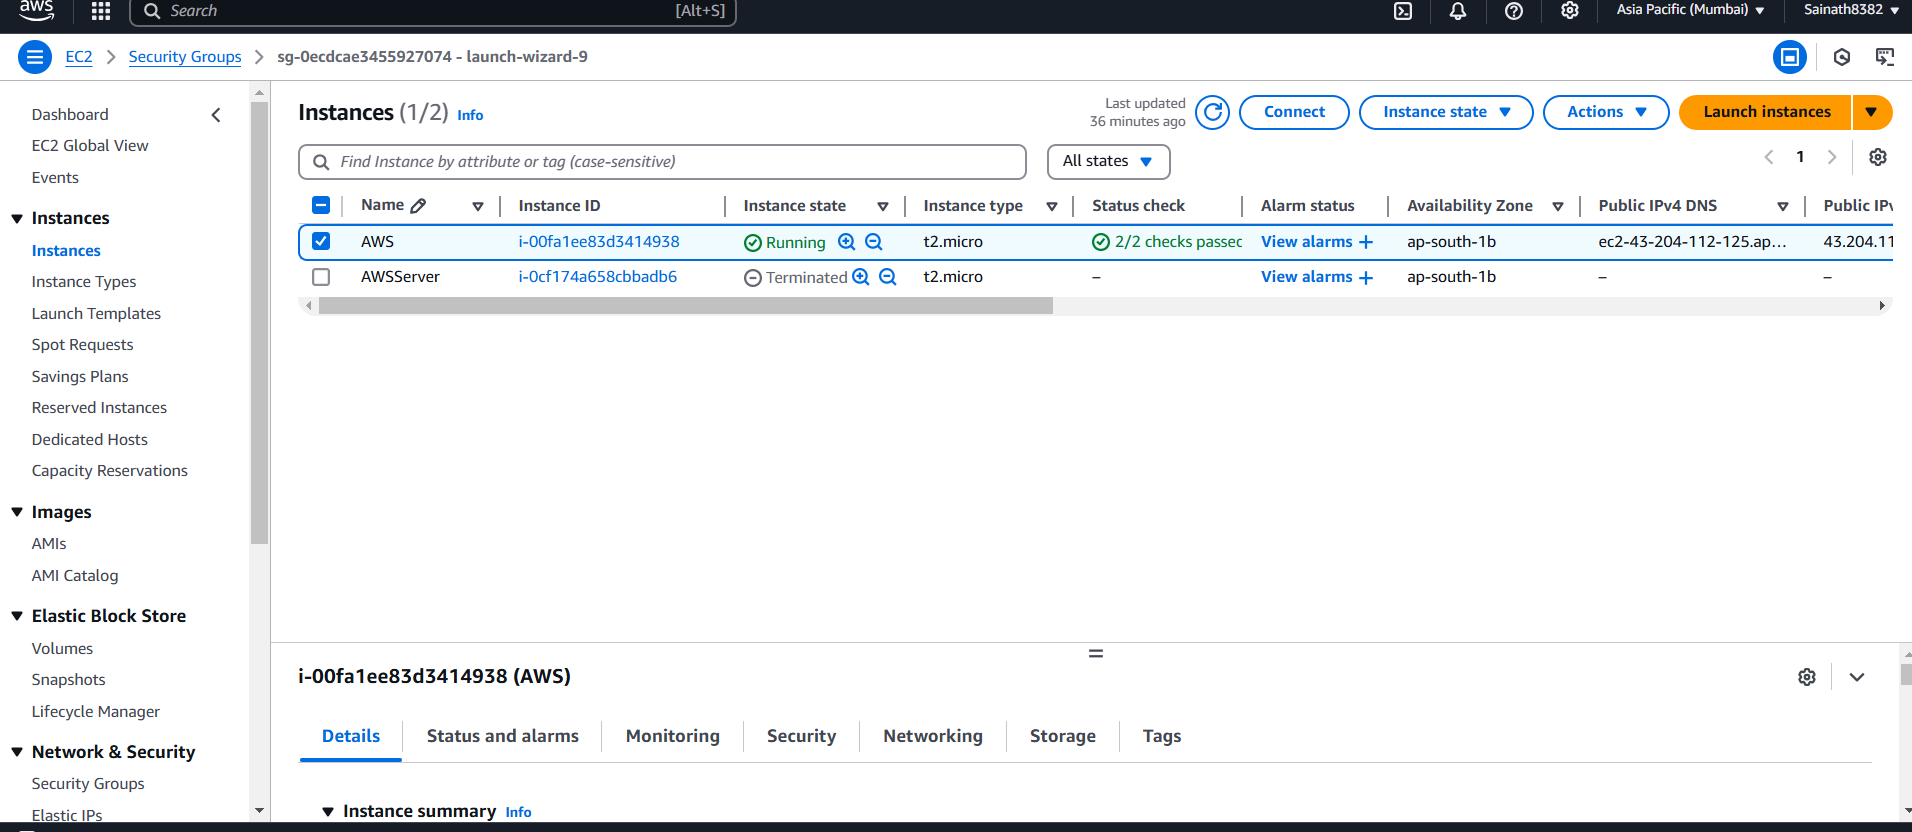 aws Search [Alt+S] Asia Pacific (Mumbai) Sainath8382
EC2 Security Groups sg-0ecdcae3455927074 - launch-wizard-9
Dashboard
EC2 Global View
Events
Instances
Instances
Instance Types
Launch Templates
Spot Requests
Savings Plans
Reserved Instances
Dedicated Hosts
Capacity Reservations
Images
AMIs
AMI Catalog
Elastic Block Store
Volumes
Snapshots
Lifecycle Manager
Network & Security
Security Groups
Elastic IPs
Instances (1/2) Info
Last updated
36 minutes ago
Connect Instance state Actions Launch instances
Find Instance by attribute or tag (case-sensitive) All states 1
Name Instance ID Instance state Instance type Status check Alarm status Availability Zone Public IPv4 DNS Public IPv
AWS i-00fa1ee83d3414938 Running t2.micro 2/2 checks passec View alarms + ap-south-1b ec2-43-204-112-125.ap... 43.204.11
AWSServer i-0cf174a658cbbadb6 Terminated t2.micro – View alarms + ap-south-1b – –
i-00fa1ee83d3414938 (AWS)
Details Status and alarms Monitoring Security Networking Storage Tags
Instance summary Info